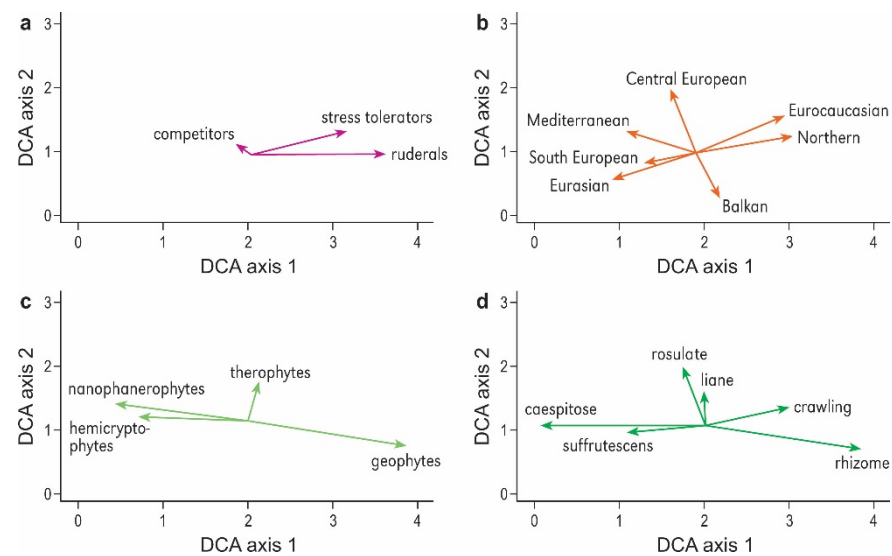 a
3
2
1
0
DCA axis 2
competitors
stress tolerators
ruderals
0 1 2 3 4
DCA axis 1
b
3
2
1
0
DCA axis 2
Central European
Eurocaucasian
Mediterranean
Northern
South European
Eurasian
Balkan
0 1 2 3 4
DCA axis 1
c
3
2
1
0
DCA axis 2
therophytes
nanophanerophytes
hemicrypto-
phytes
geophytes
0 1 2 3 4
DCA axis 1
d
3
2
1
0
DCA axis 2
rosulate
liane
caespitose
crawling
suffrutescens
rhizome
0 1 2 3 4
DCA axis 1